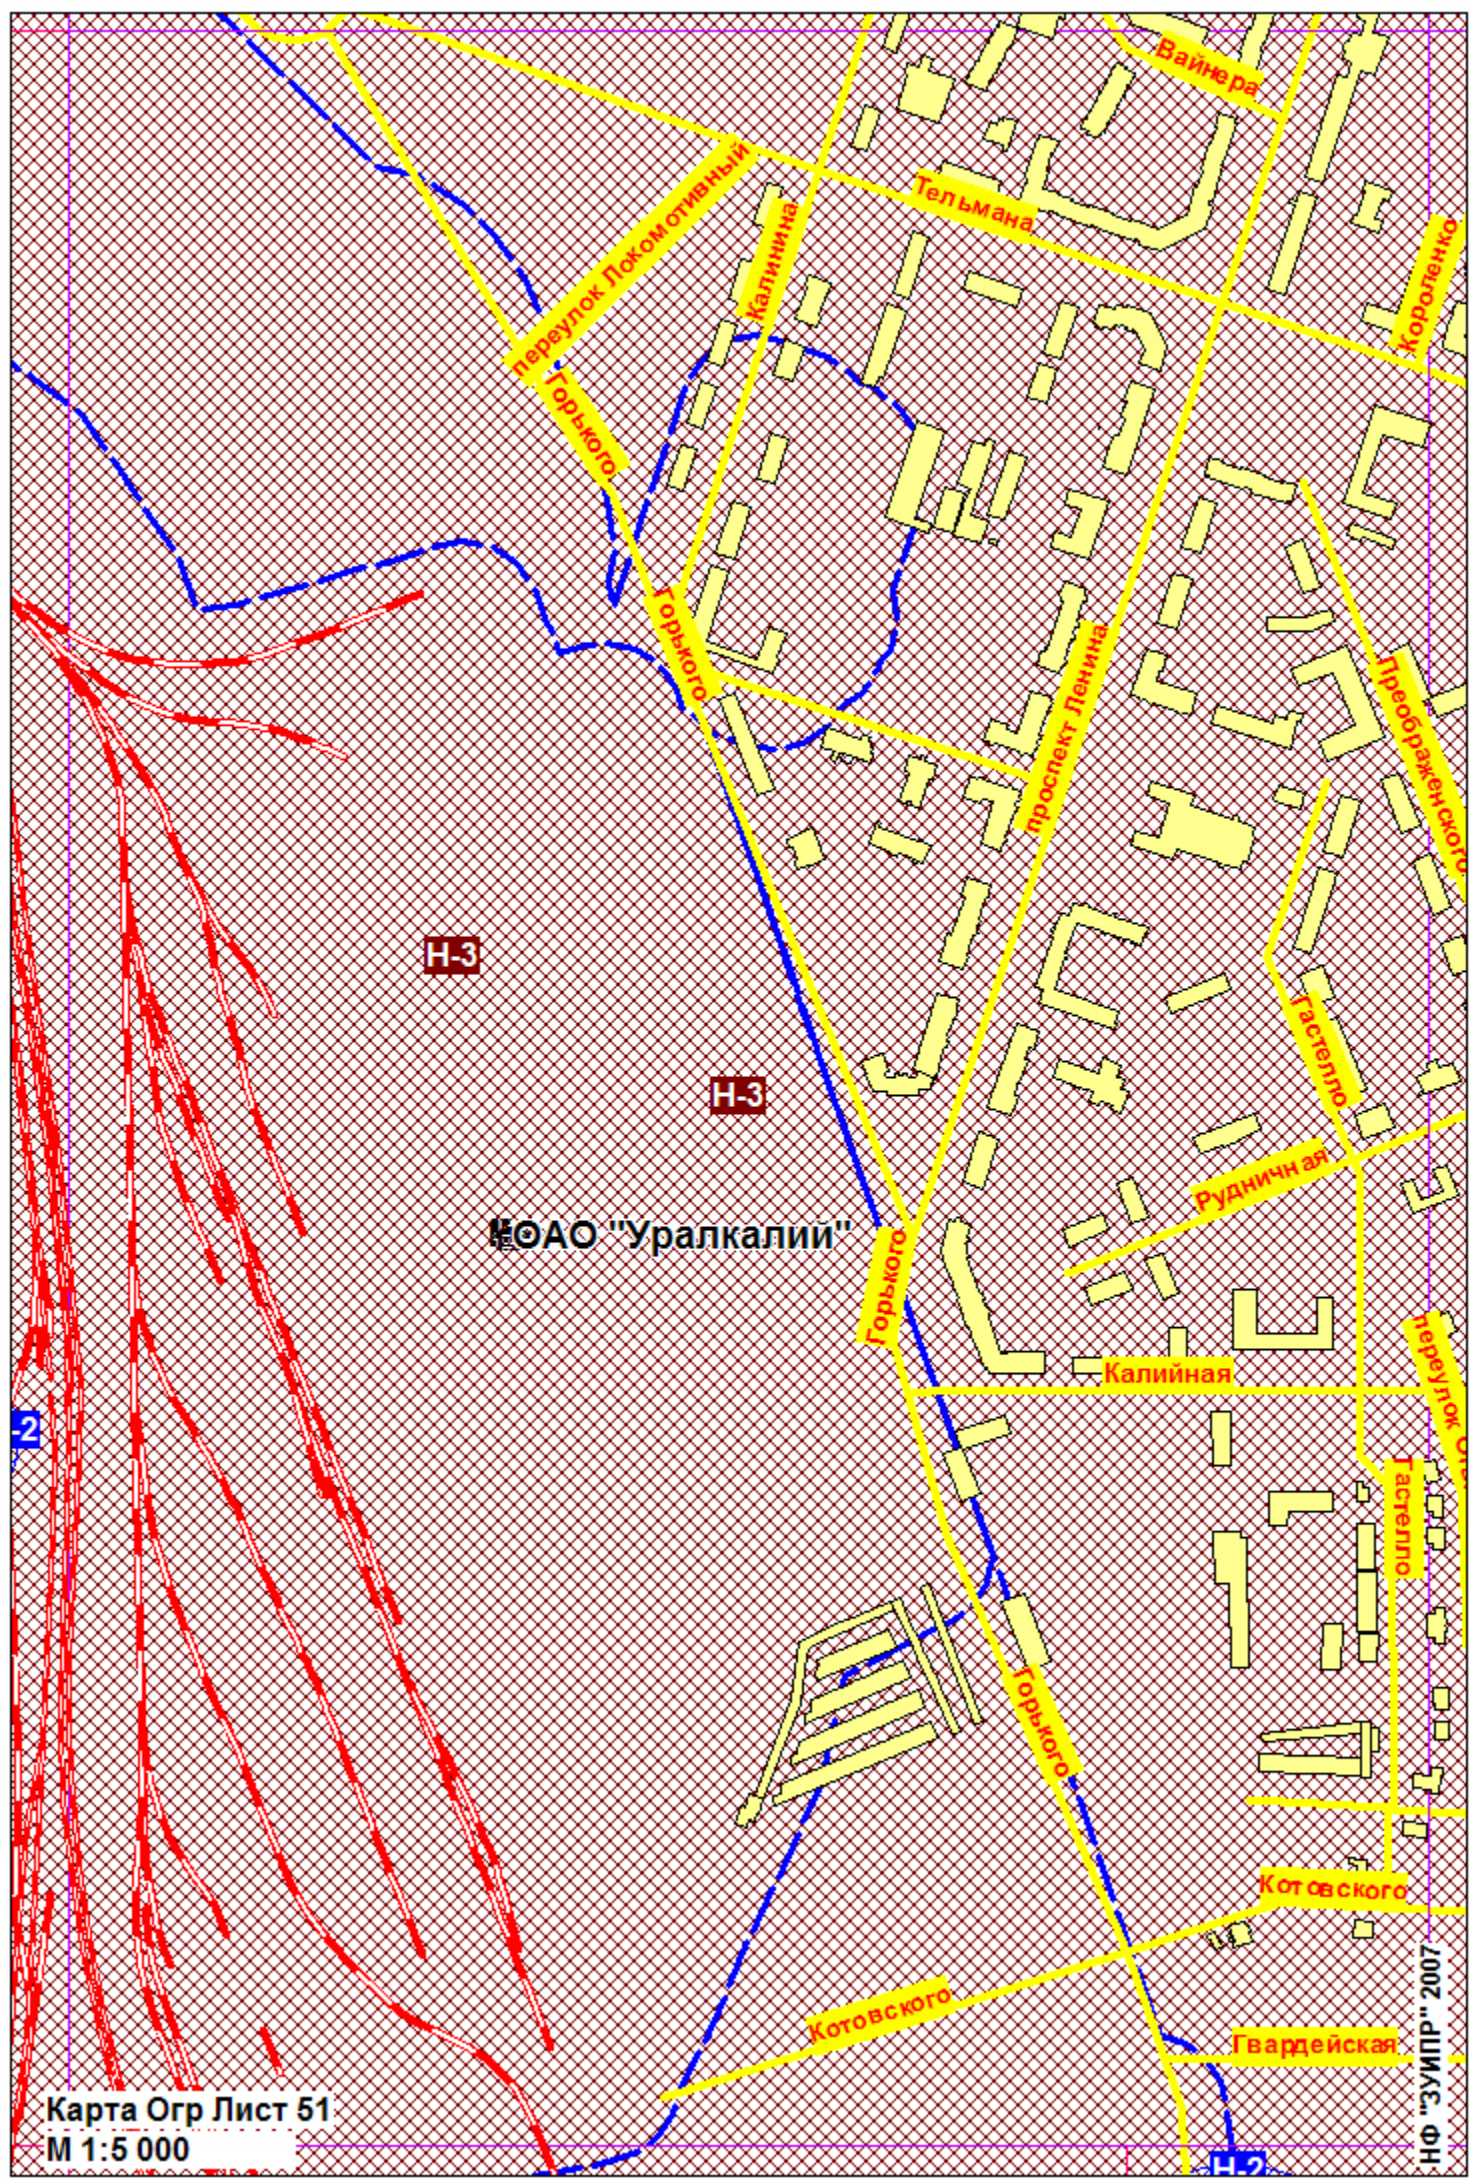 Вайнера
переулок Локомотивный
Тельмана
Калинина
Короленко
Горького
Горького
проспект Ленина
Преображенского
Н-3
Гастелло
Н-3
Рудничная
ОАО "Уралкалий"
Горького
Калийная
переулок
-2
Гастелло
Горького
Котовского
Котовского
Гвардейская
НФ "ЗУИПР" 2007
Карта Огр Лист 51
М 1:5 000
Н-2